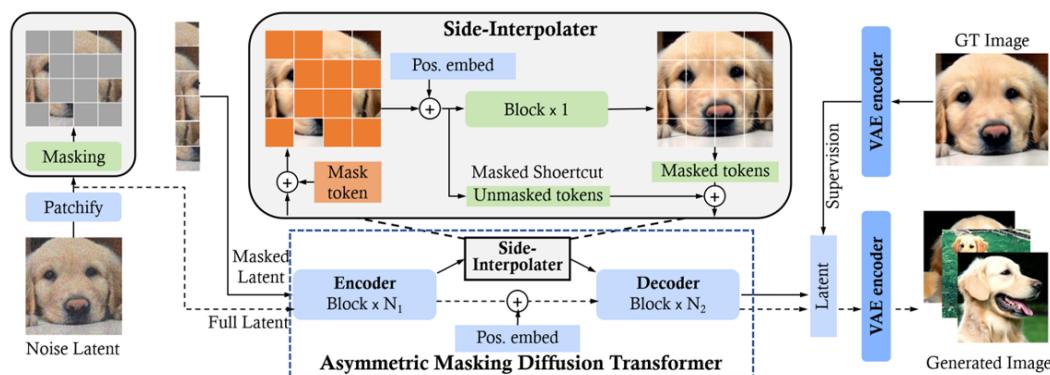 Side-Interpolater
GT Image
Pos. embed
Block x 1
VAE encoder
Masking
Mask
token
Masked Shoertcut
Unmasked tokens
Masked tokens
Supervision
Patchify
Side-
Interpolater
Masked
Latent
Encoder
Block x N₁
Decoder
Block x N₂
Latent
VAE encoder
Full Latent
Pos. embed
Noise Latent
Asymmetric Masking Diffusion Transformer
Generated Image